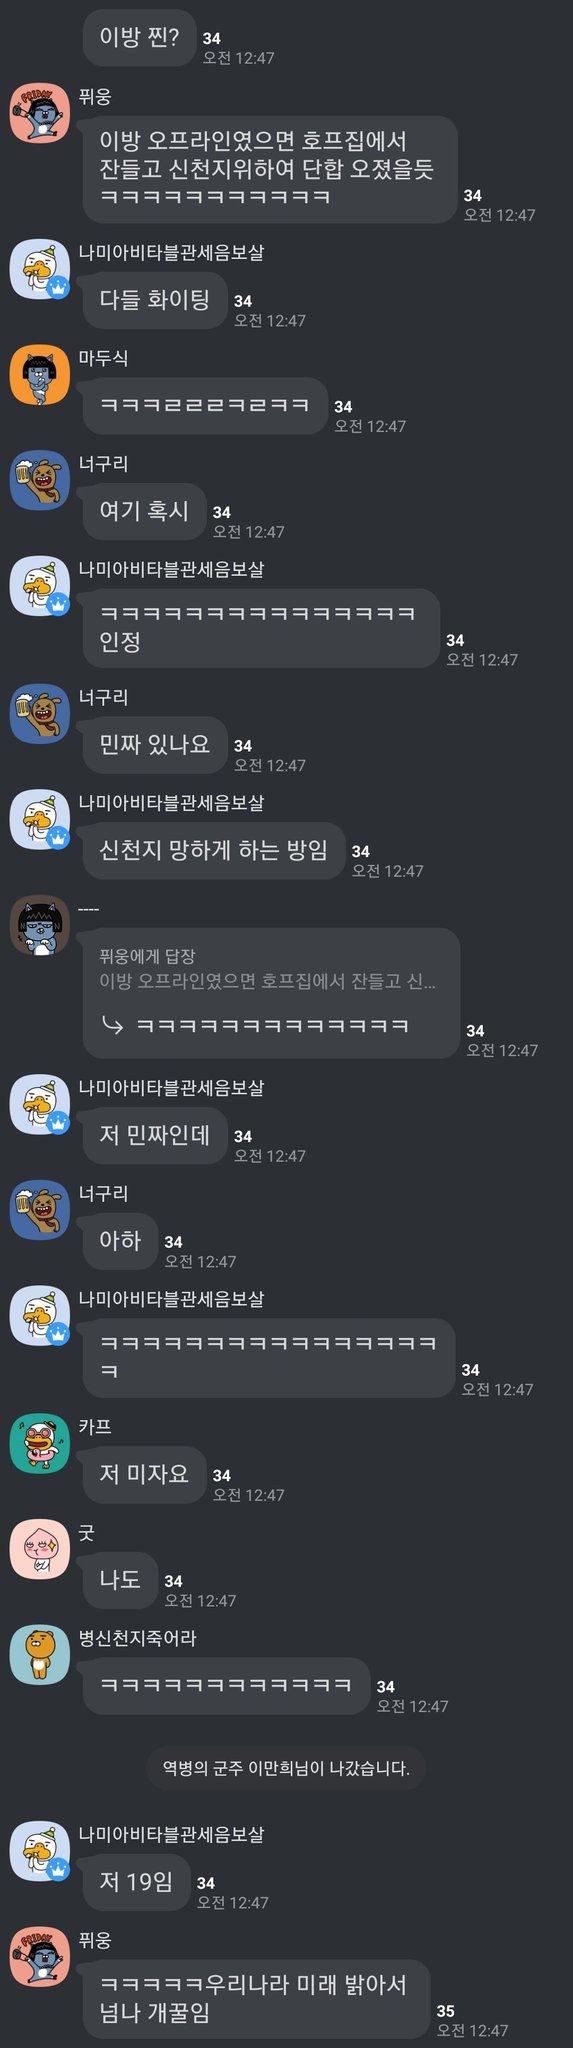 이방 찐?
34
오전 12:47
FRIDAY
퓌웅
이방 오프라인였으면 호프집에서
잔들고 신천지위하여 단합 오졌을듯
ㅋㅋㅋㅋㅋㅋㅋㅋㅋㅋㅋ
34
오전 12:47
나미아비타블관세음보살
다들 화이팅
34
오전 12:47
마두식
ㅋㅋㅋㄹㄹㄹㅋㄹㅋㅋ
34
오전 12:47
너구리
여기 혹시
34
오전 12:47
나미아비타블관세음보살
ㅋㅋㅋㅋㅋㅋㅋㅋㅋㅋㅋㅋㅋㅋㅋ
인정
34
오전 12:47
너구리
민짜 있나요
34
오전 12:47
나미아비타블관세음보살
신천지 망하게 하는 방임
34
오전 12:47
----
퓌웅에게 답장
이방 오프라인였으면 호프집에서 잔들고 신...
ㅋㅋㅋㅋㅋㅋㅋㅋㅋㅋㅋㅋㅋ
34
오전 12:47
나미아비타블관세음보살
저 민짜인데
34
오전 12:47
너구리
아하
34
오전 12:47
나미아비타블관세음보살
ㅋㅋㅋㅋㅋㅋㅋㅋㅋㅋㅋㅋㅋㅋㅋㅋ
ㅋ
34
오전 12:47
카프
저 미자요
34
오전 12:47
굿
나도
34
오전 12:47
병신천지죽어라
ㅋㅋㅋㅋㅋㅋㅋㅋㅋㅋㅋㅋ
34
오전 12:47
역병의 군주 이만희님이 나갔습니다.
나미아비타블관세음보살
저 19임
34
오전 12:47
FRIDAY
퓌웅
ㅋㅋㅋㅋㅋ우리나라 미래 밝아서
넘나 개꿀임
35
오전 12:47